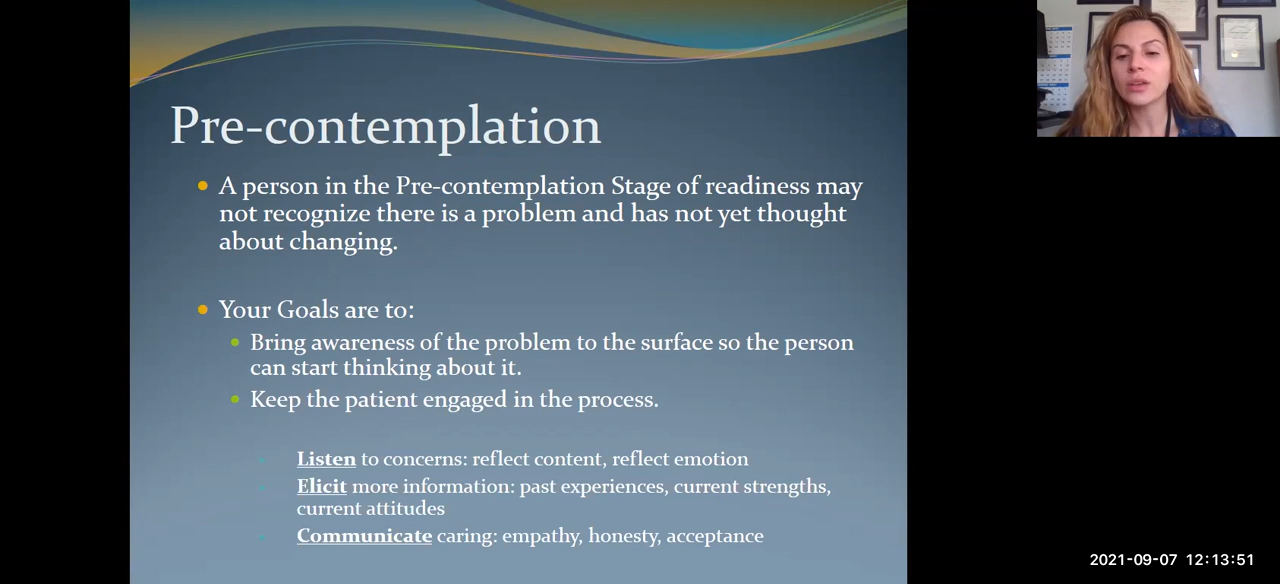 Pre-contemplation
A person in the Pre-contemplation Stage of readiness may
not recognize there is a problem and has not yet thought
about changing.
Your Goals are to:
Bring awareness of the problem to the surface so the person
can start thinking about it.
Keep the patient engaged in the process.
Listen to concerns: reflect content, reflect emotion
Elicit more information: past experiences, current strengths,
current attitudes
Communicate caring: empathy, honesty, acceptance
2021-09-07 12:13:51